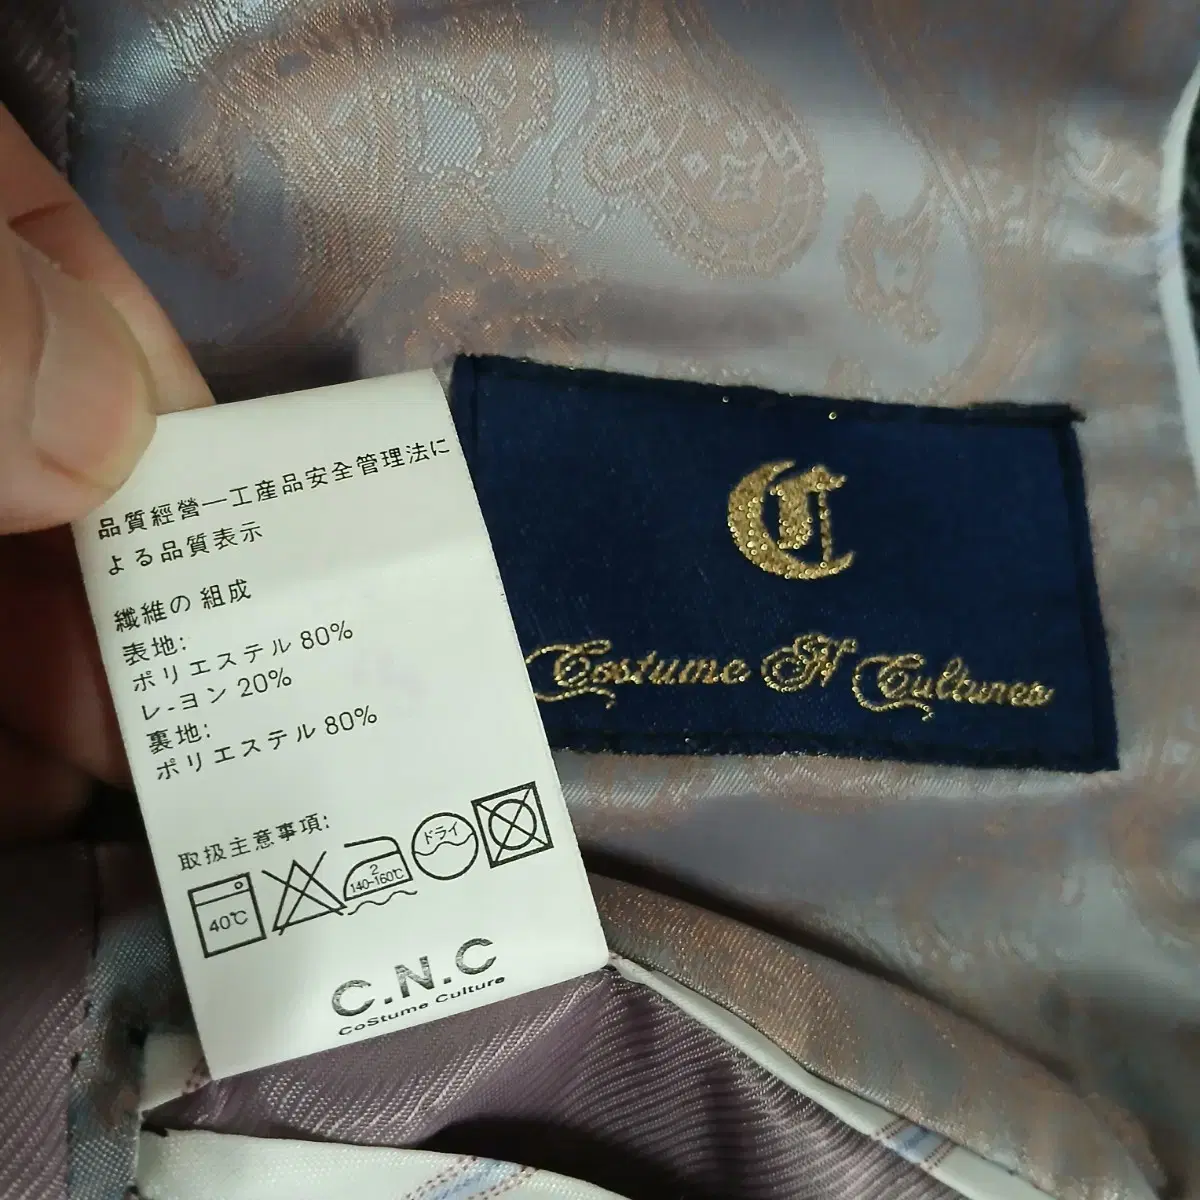 品質經營—工産品安全管理法に
よる品質表示
纖維の 組成
表地:
ポリエステル 80%
レ-ヨン 20%
裏地:
ポリエステル 80%
取扱主意事項:
40℃
2
140-160℃
ドライ
C.N.C
CoStume Culture
C
Costume N Cultures